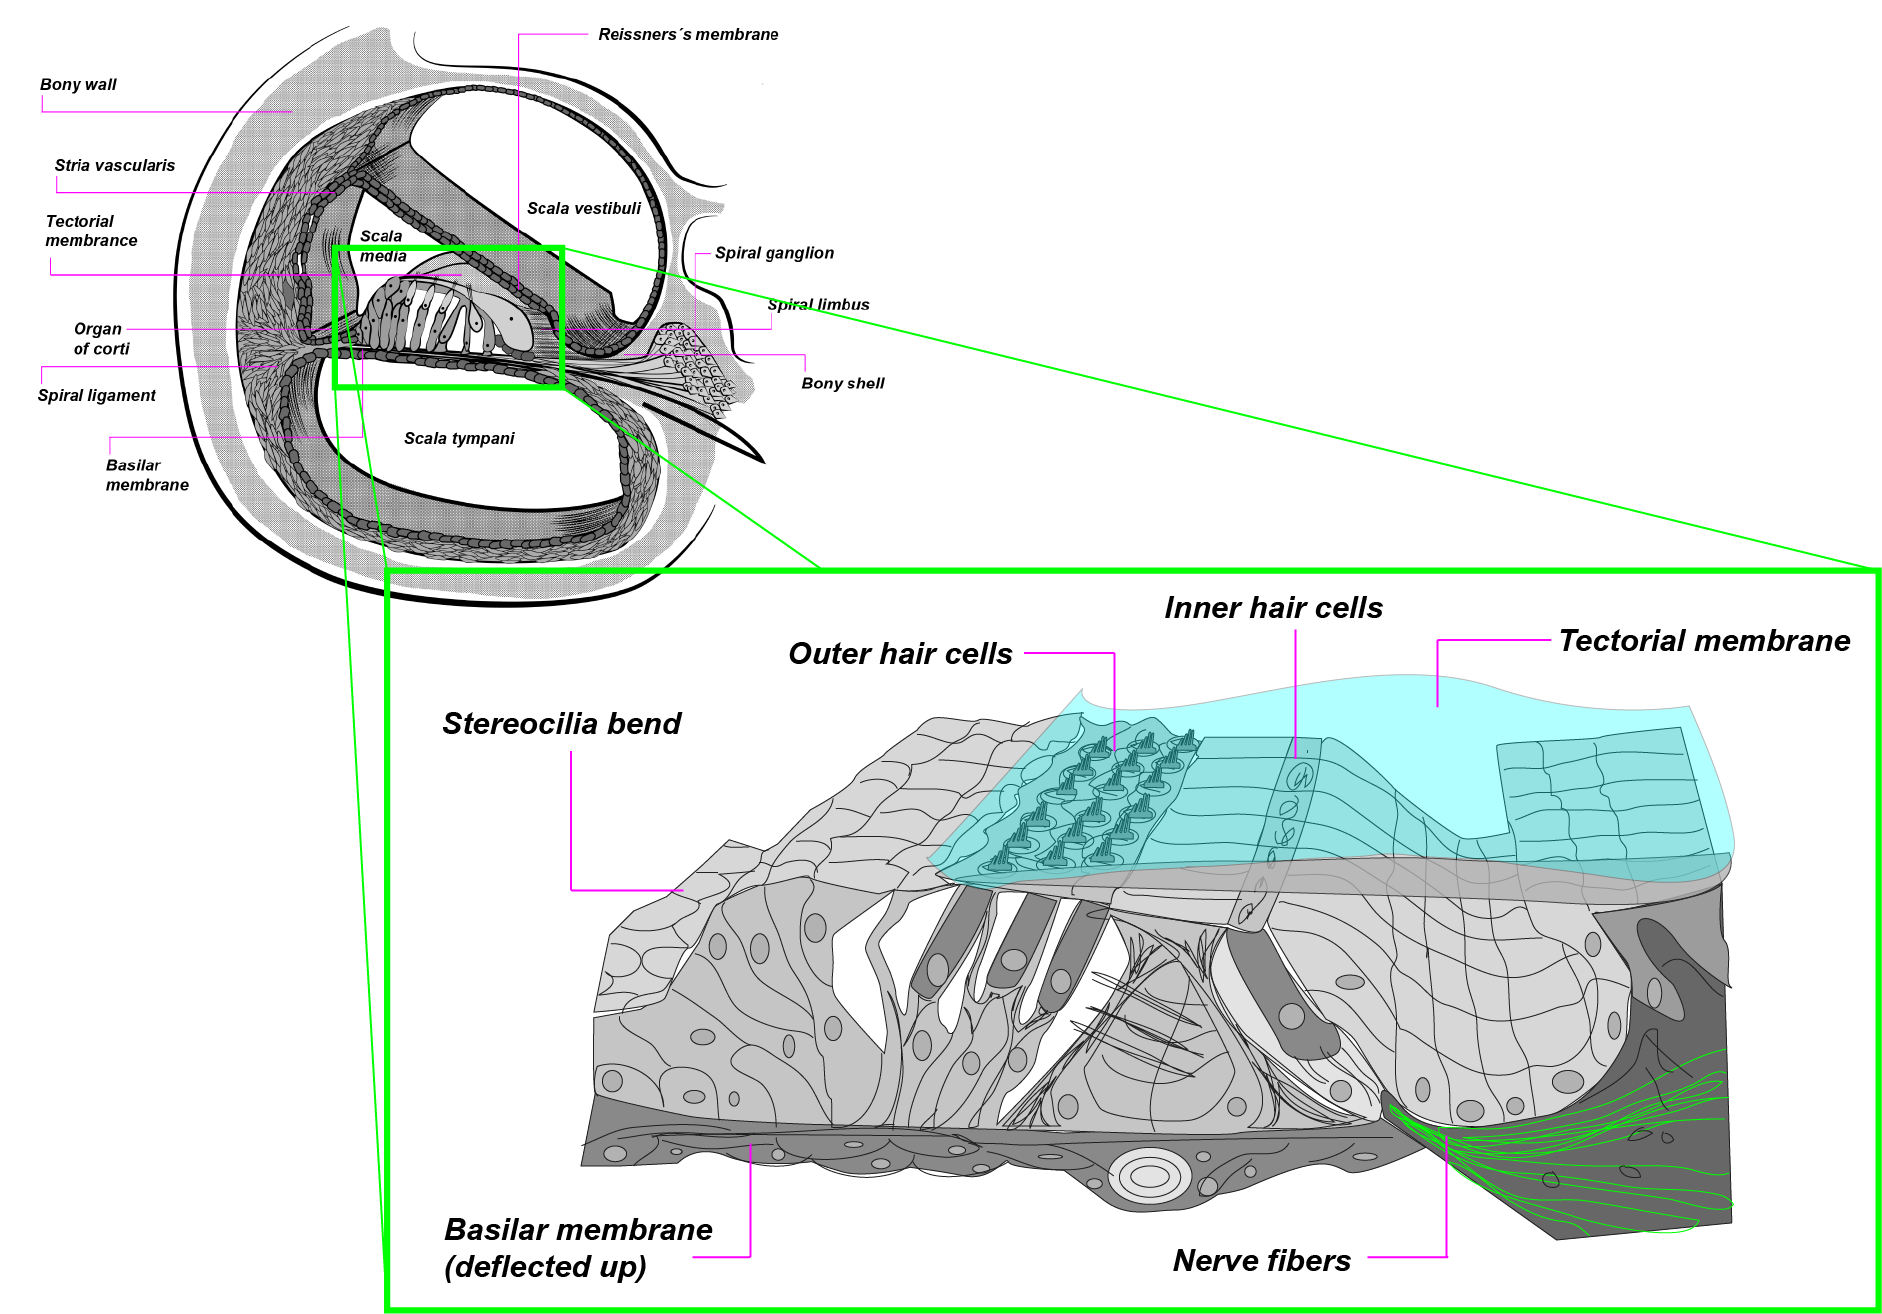 Reissners´s membrane
Bony wall
Stria vascularis
Tectorial
membrance
Scala vestibuli
Scala
media
Spiral ganglion
Spiral limbus
Organ
of corti
Bony shell
Spiral ligament
Scala tympani
Basilar
membrane
Inner hair cells
Outer hair cells
Tectorial membrane
Stereocilia bend
Basilar membrane
(deflected up)
Nerve fibers